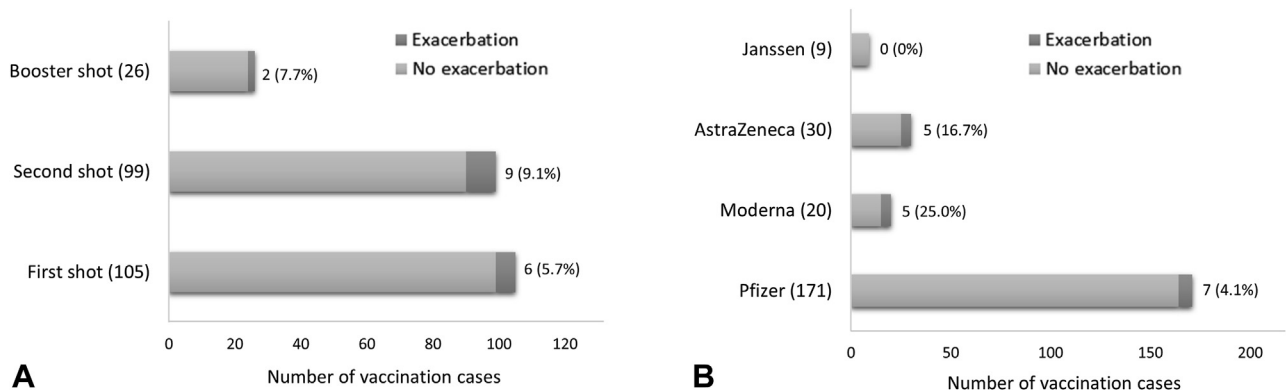 Exacerbation
No exacerbation
Booster shot (26)
2 (7.7%)
Second shot (99)
9 (9.1%)
First shot (105)
6 (5.7%)
0 20 40 60 80 100 120
Number of vaccination cases
A
Exacerbation
No exacerbation
Janssen (9)
0 (0%)
AstraZeneca (30)
5 (16.7%)
Moderna (20)
5 (25.0%)
Pfizer (171)
7 (4.1%)
0 50 100 150 200
Number of vaccination cases
B